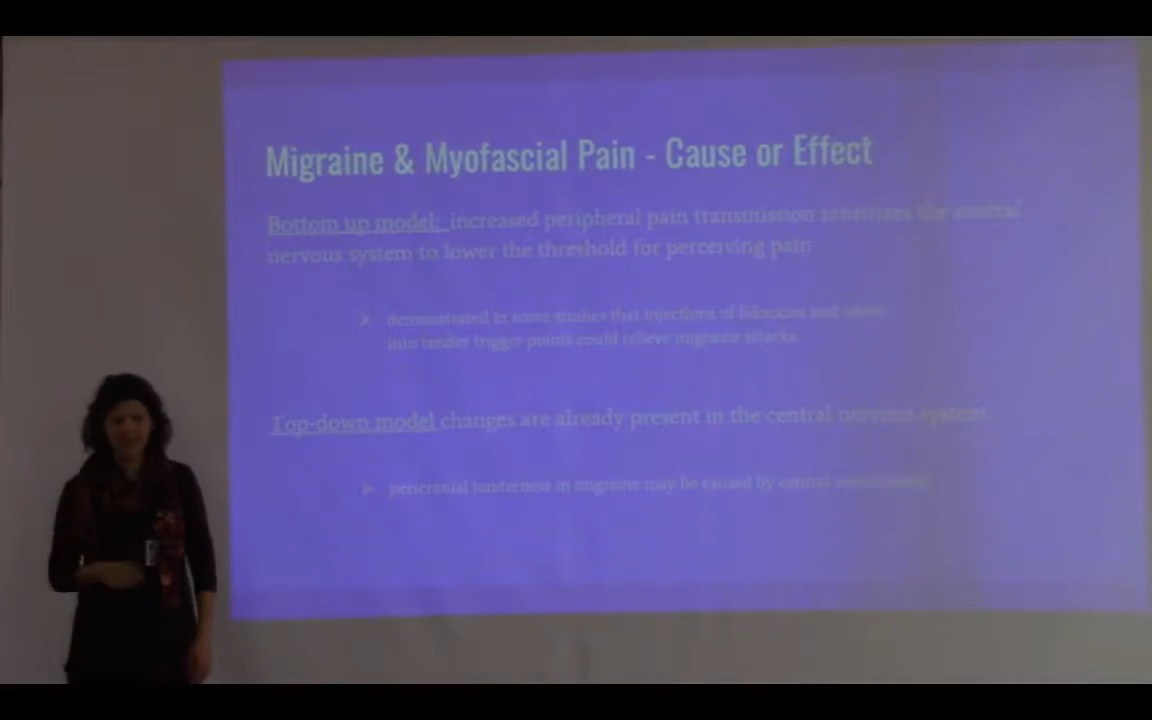 Migraine & Myofascial Pain - Cause or Effect
Bottom up model: increased peripheral pain transmission sensitizes the central
nervous system to lower the threshold for perceiving pain
demonstrated in some studies that injections of lidocaine and saline
into tender trigger points could relieve migraine attacks
Top-down model changes are already present in the central nervous system
pericranial tenderness in migraine may be caused by central